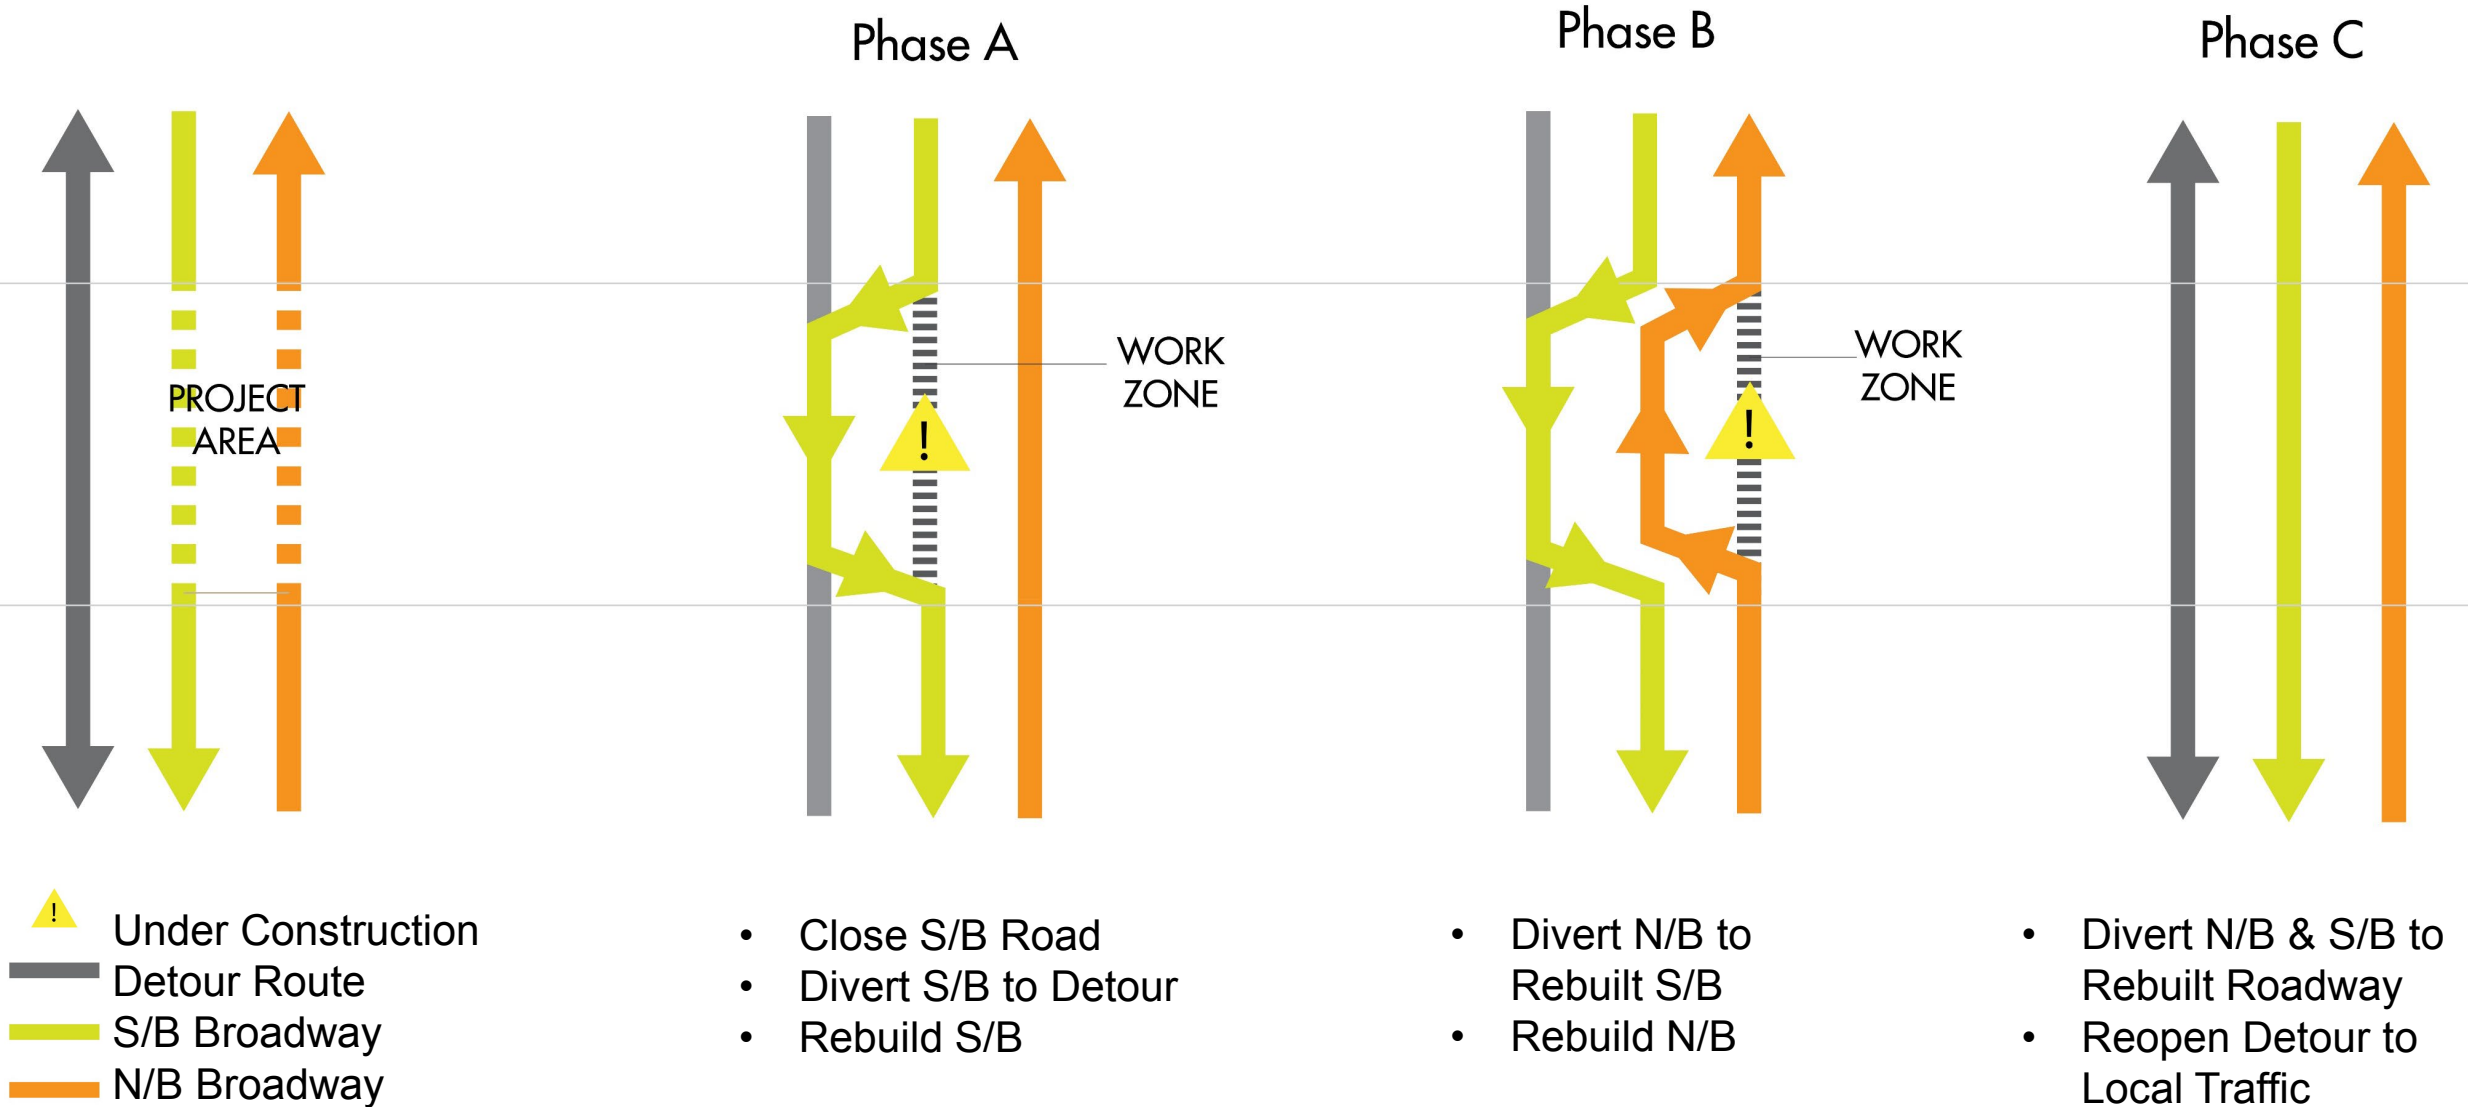 Phase A
Phase B
Phase C
PROJECT
AREA
WORK
ZONE
!
WORK
ZONE
!
!
Under Construction
Detour Route
S/B Broadway
N/B Broadway
• Close S/B Road
• Divert S/B to Detour
• Rebuild S/B
• Divert N/B to
Rebuilt S/B
• Rebuild N/B
• Divert N/B & S/B to
Rebuilt Roadway
• Reopen Detour to
Local Traffic